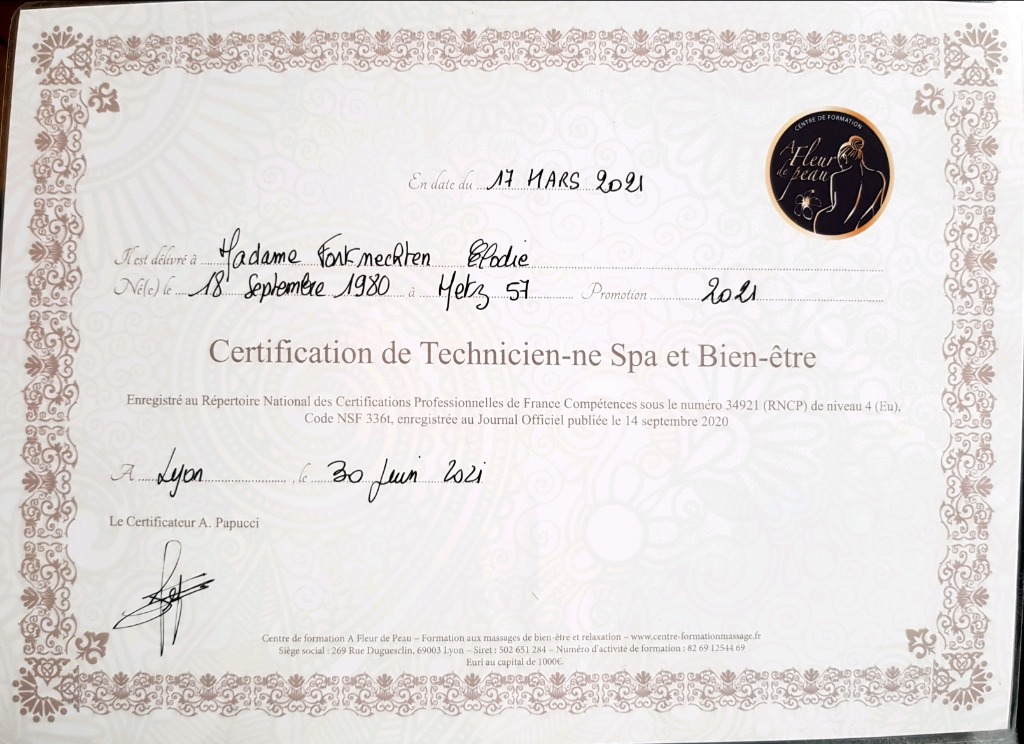 CENTRE DE FORMATION
A Fleur
de peau
En date du 17 MARS 2021
Il est délivré à Madame Fortmechten Elodie
Né(e) le 18 Septembre 1980 à Metz 57 Promotion 2021
Certification de Technicien-ne Spa et Bien-être
Enregistré au Répertoire National des Certifications Professionnelles de France Compétences sous le numéro 34921 (RNCP) de niveau 4 (Eu),
Code NSF 336t, enregistrée au Journal Officiel publiée le 14 septembre 2020
A Lyon , le 30 Juin 2021
Le Certificateur A. Papucci
Centre de formation A Fleur de Peau – Formation aux massages de bien-être et relaxation – www.centre-formationmassage.fr
Siège social : 269 Rue Duguesclin, 69003 Lyon – Siret : 502 651 284 – Numéro d'activité de formation : 82 69 12544 69
Eurl au capital de 1000€.